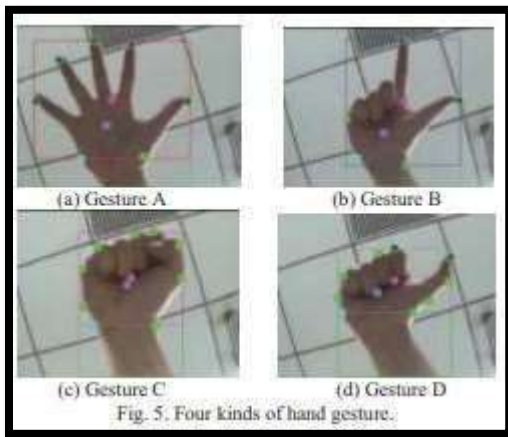 (a) Gesture A
(b) Gesture B
(c) Gesture C
(d) Gesture D
Fig. 5. Four kinds of hand gesture.